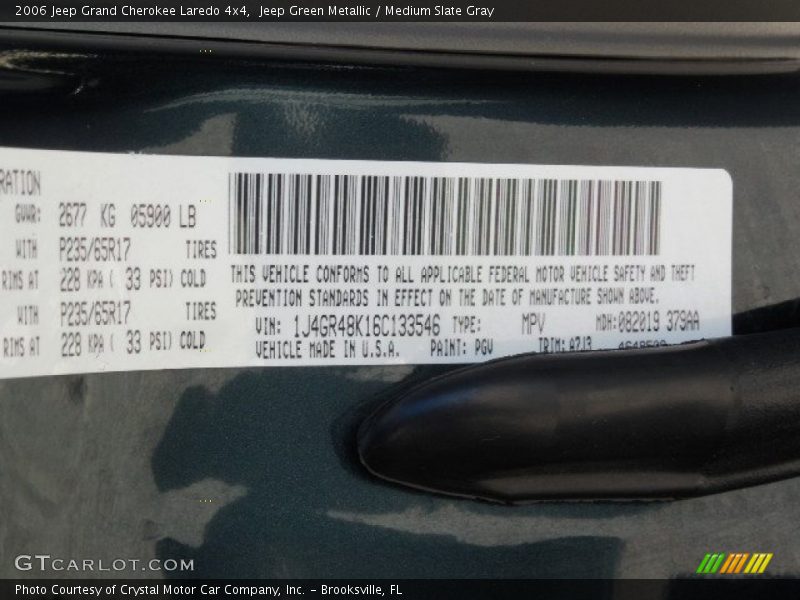 2006 Jeep Grand Cherokee Laredo 4x4,  Jeep Green Metallic / Medium Slate Gray
RATION
GVWR: 2677 KG 05900 LB
WITH P235/65R17 TIRES
RIMS AT 228 KPA ( 33 PSI) COLD
WITH P235/65R17 TIRES
RIMS AT 228 KPA ( 33 PSI) COLD
THIS VEHICLE CONFORMS TO ALL APPLICABLE FEDERAL MOTOR VEHICLE SAFETY AND THEFT
PREVENTION STANDARDS IN EFFECT ON THE DATE OF MANUFACTURE SHOWN ABOVE.
VIN: 1J4GR48K16C133546 TYPE: MPV MDH:082019 379AA
VEHICLE MADE IN U.S.A. PAINT: PGV TRIM: A7J3
GTCARLOT.COM
Photo Courtesy of Crystal Motor Car Company, Inc. – Brooksville, FL